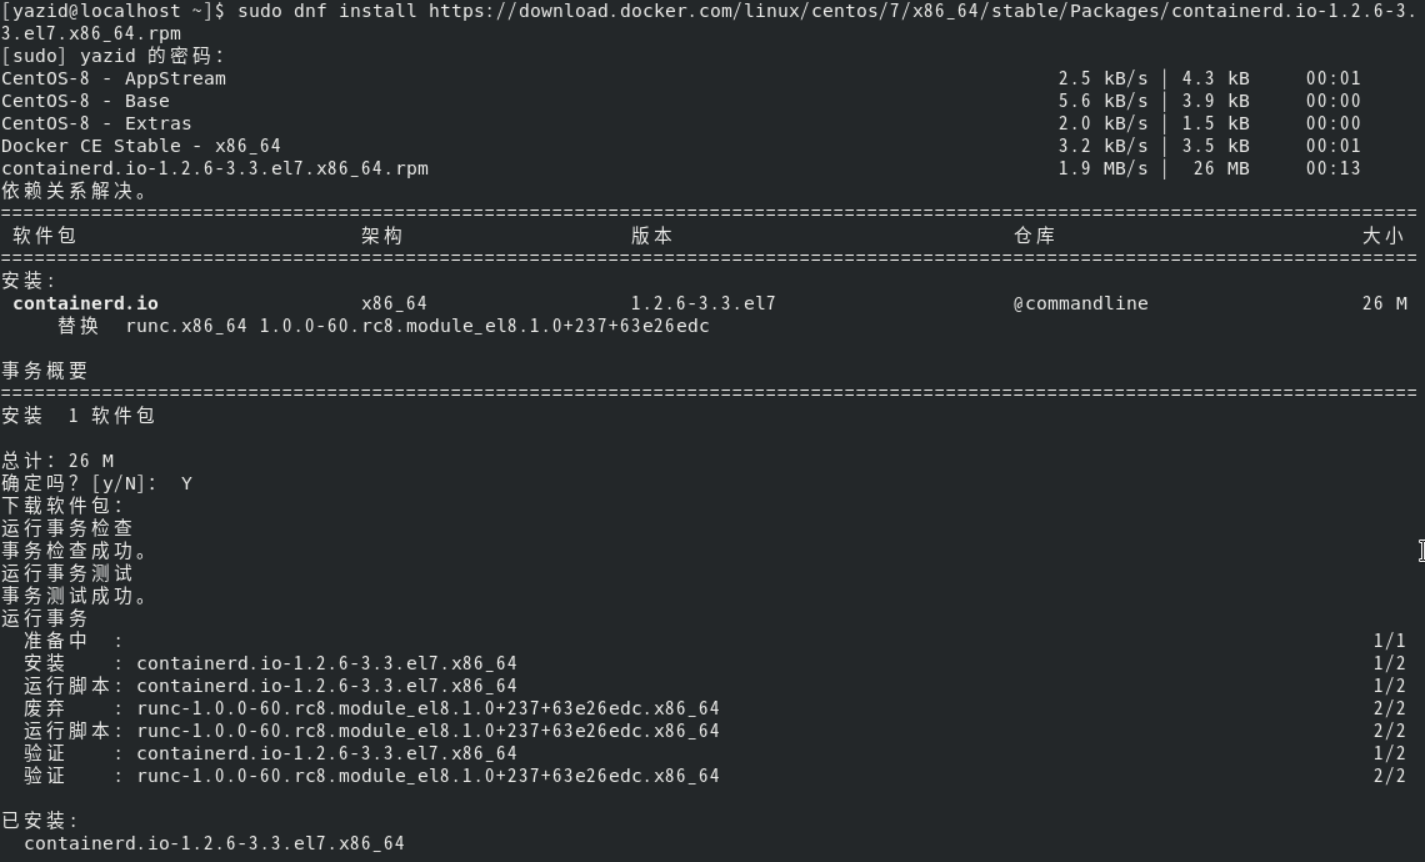 [yazid@localhost ~]$ sudo dnf install https://download.docker.com/linux/centos/7/x86_64/stable/Packages/containerd.io-1.2.6-3.
3.el7.x86_64.rpm
[sudo] yazid 的密码：
CentOS-8 - AppStream 2.5 kB/s | 4.3 kB 00:01
CentOS-8 - Base 5.6 kB/s | 3.9 kB 00:00
CentOS-8 - Extras 2.0 kB/s | 1.5 kB 00:00
Docker CE Stable - x86_64 3.2 kB/s | 3.5 kB 00:01
containerd.io-1.2.6-3.3.el7.x86_64.rpm 1.9 MB/s | 26 MB 00:13
依赖关系解决。
================================================================================
软件包 架构 版本 仓库 大小
================================================================================
安装:
containerd.io x86_64 1.2.6-3.3.el7 @commandline 26 M
替换 runc.x86_64 1.0.0-60.rc8.module_el8.1.0+237+63e26edc
事务概要
================================================================================
安装 1 软件包
总计：26 M
确定吗？[y/N]： Y
下载软件包：
运行事务检查
事务检查成功。
运行事务测试
事务测试成功。
运行事务
准备中 : 1/1
安装 : containerd.io-1.2.6-3.3.el7.x86_64 1/2
运行脚本: containerd.io-1.2.6-3.3.el7.x86_64 1/2
废弃 : runc-1.0.0-60.rc8.module_el8.1.0+237+63e26edc.x86_64 2/2
运行脚本: runc-1.0.0-60.rc8.module_el8.1.0+237+63e26edc.x86_64 2/2
验证 : containerd.io-1.2.6-3.3.el7.x86_64 1/2
验证 : runc-1.0.0-60.rc8.module_el8.1.0+237+63e26edc.x86_64 2/2
已安装:
containerd.io-1.2.6-3.3.el7.x86_64